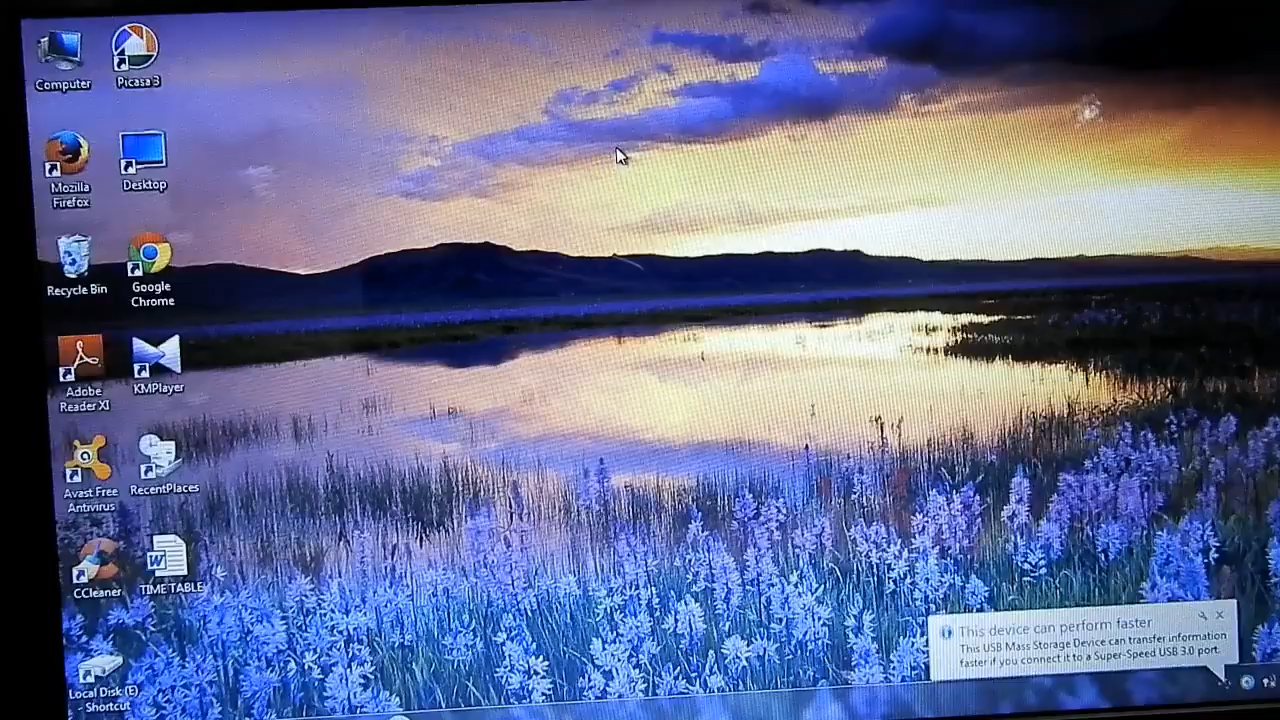 Computer
Picasa 3
Mozilla
Firefox
Desktop
Recycle Bin
Google
Chrome
Adobe
Reader XI
KMPlayer
Avast Free
Antivirus
RecentPlaces
CCleaner
TIME TABLE
Local Disk (E)
- Shortcut
This device can perform faster
This USB Mass Storage Device can transfer information
faster if you connect it to a Super-Speed USB 3.0 port.